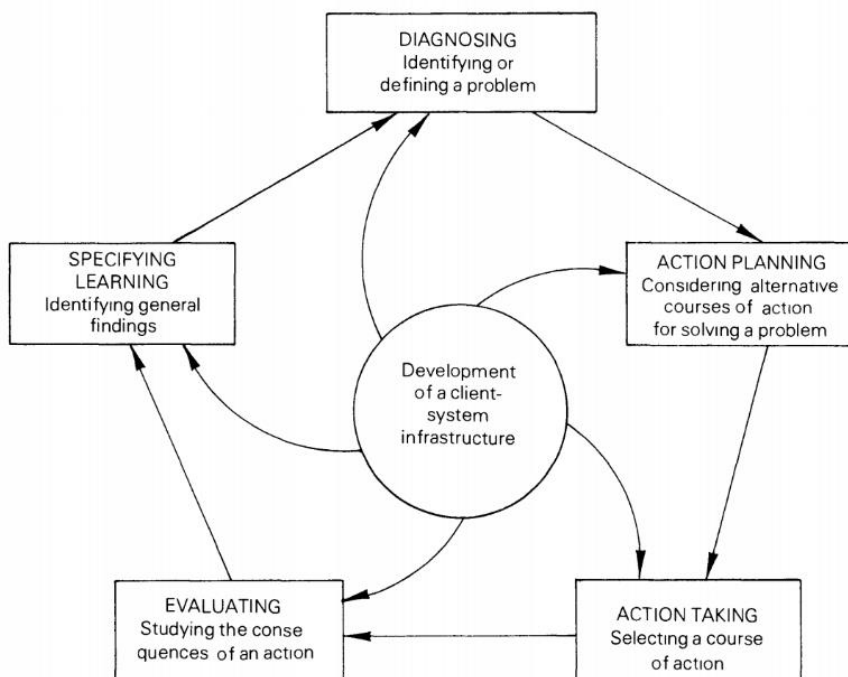 DIAGNOSING
Identifying or
defining a problem
SPECIFYING
LEARNING
Identifying general
findings
ACTION PLANNING
Considering alternative
courses of action
for solving a problem
Development
of a client-
system
infrastructure
EVALUATING
Studying the conse
quences of an action
ACTION TAKING
Selecting a course
of action